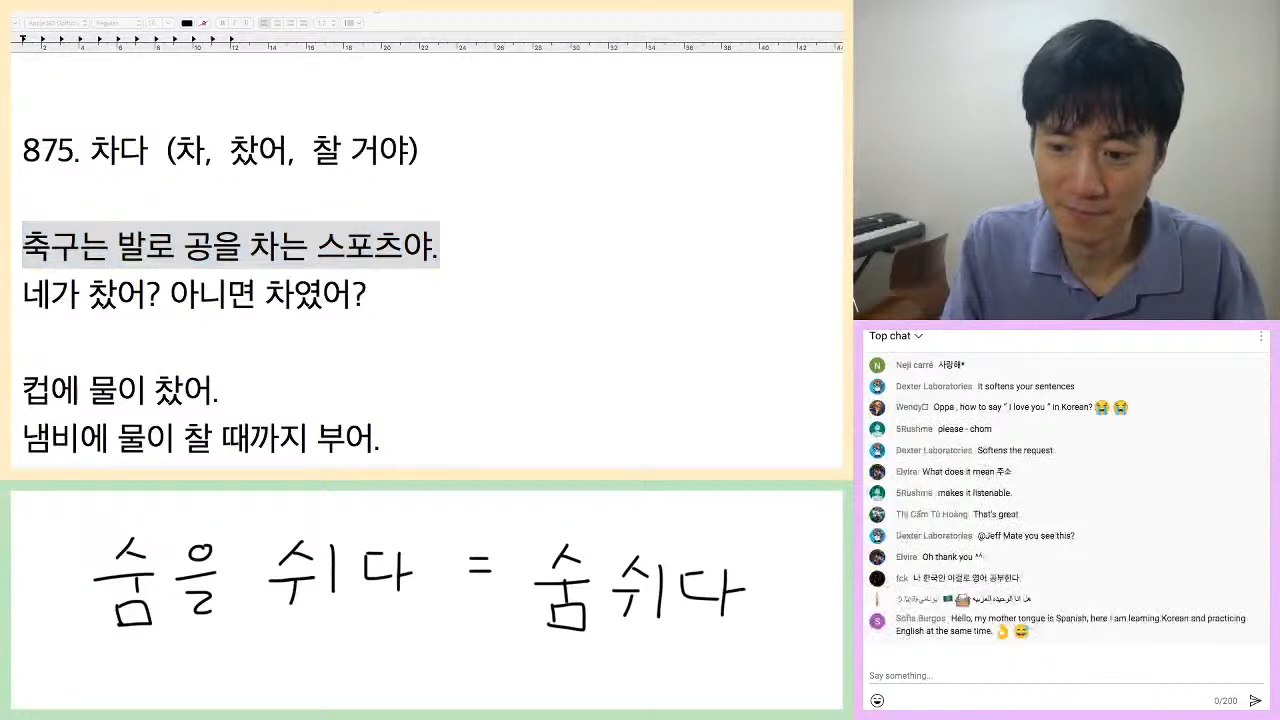 875. 차다 (차, 찼어, 찰 거야)
축구는 발로 공을 차는 스포츠야.
네가 찼어? 아니면 차였어?
컵에 물이 찼어.
냄비에 물이 찰 때까지 부어.
숨을 쉬다 = 숨쉬다
Top chat
Neji carré 사랑해*
Dexter Laboratories It softens your sentences
Wendy Oppa , how to say " I love you " in Korean? 😭 😭
5Rushme please - chom
Dexter Laboratories Softens the request
Elvira What does it mean 주소
5Rushme makes it listenable.
Thị Cẩm Tú Hoàng That's great
Dexter Laboratories @Jeff Mate you see this?
Elvira Oh thank you ^^
fck 나 한국인 이걸로 영어 공부한다
هل انا الوحيدة العربيه
Sofia Burgos Hello, my mother tongue is Spanish, here I am learning Korean and practicing
English at the same time. 👌 😅
Say something...
0/200